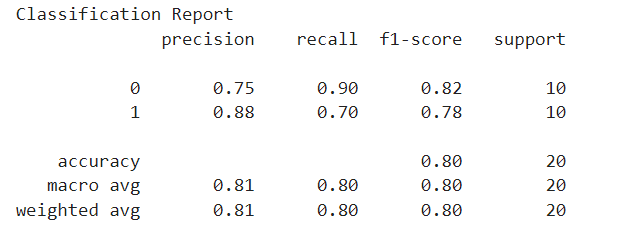 Classification Report
precision recall f1-score support
0 0.75 0.90 0.82 10
1 0.88 0.70 0.78 10
accuracy 0.80 20
macro avg 0.81 0.80 0.80 20
weighted avg 0.81 0.80 0.80 20